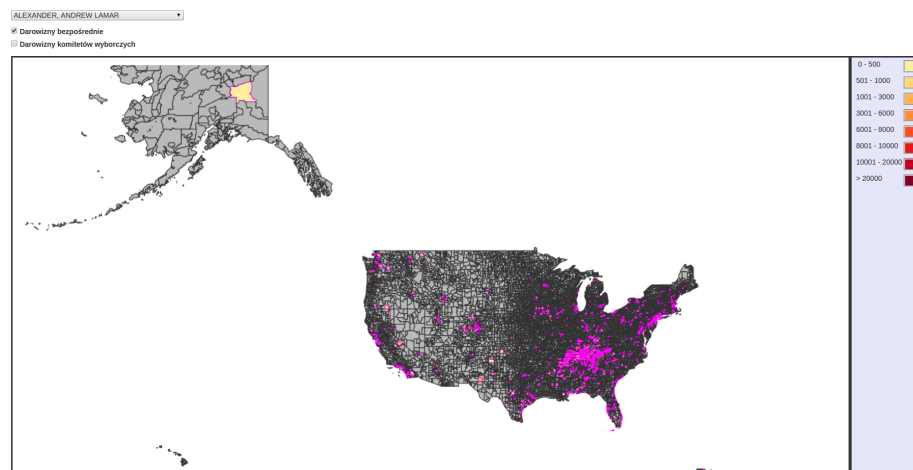 ALEXANDER, ANDREW LAMAR
Darowizny bezpośrednie
Darowizny komitetów wyborczych
0 - 500
501 - 1000
1001 - 3000
3001 - 6000
6001 - 8000
8001 - 10000
10001 - 20000
> 20000